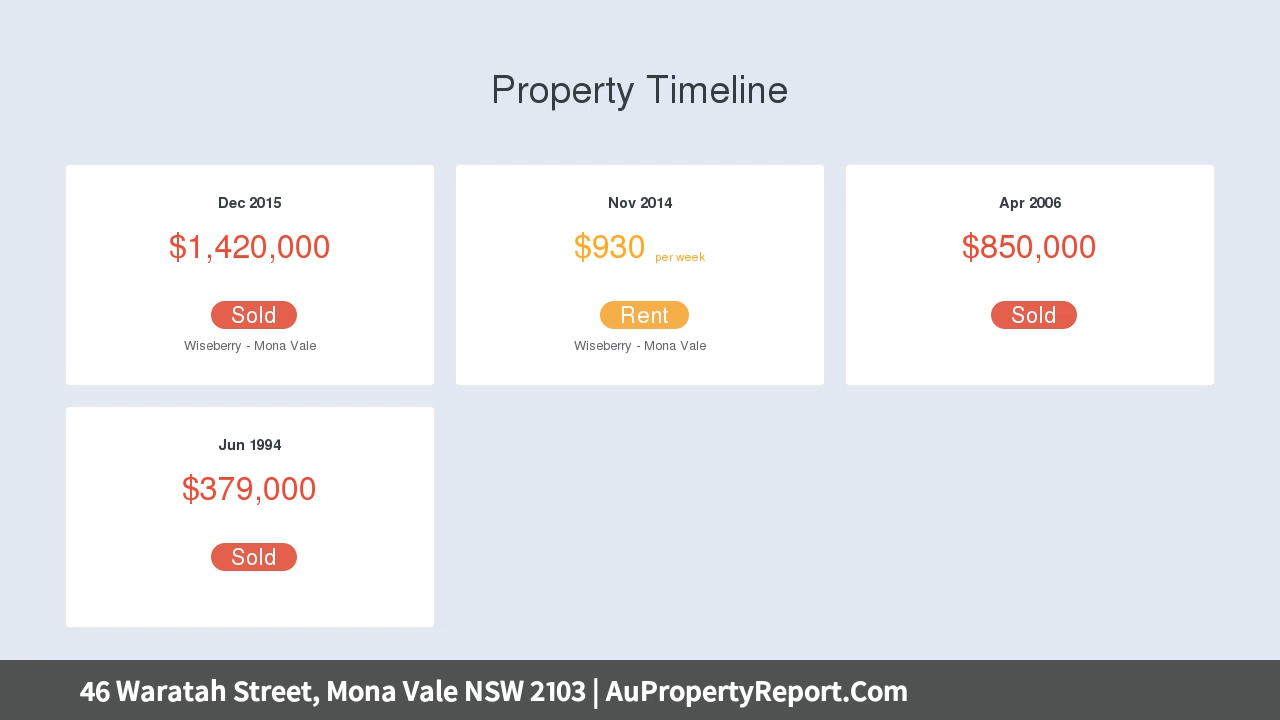 Property Timeline
Dec 2015
$1,420,000
Sold
Wiseberry - Mona Vale
Nov 2014
$930 per week
Rent
Wiseberry - Mona Vale
Apr 2006
$850,000
Sold
Jun 1994
$379,000
Sold
46 Waratah Street, Mona Vale NSW 2103 | AuPropertyReport.Com